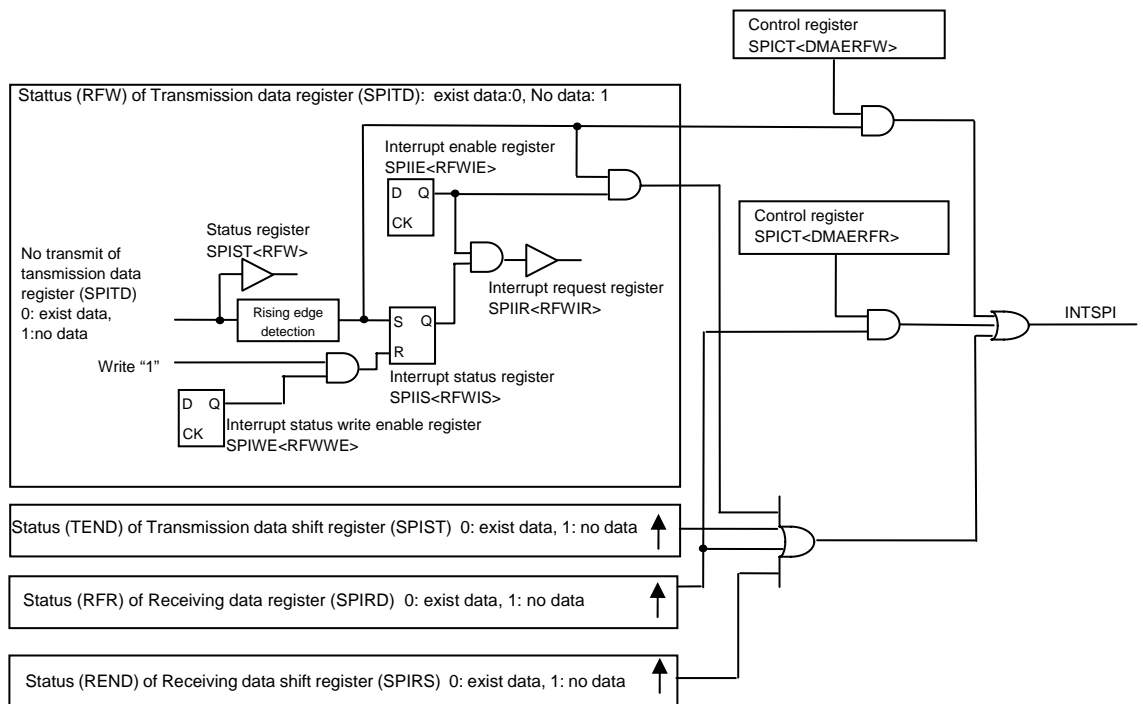 Control register
SPICT<DMAERFW>
Stattus (RFW) of Transmission data register (SPITD): exist data:0, No data: 1
Interrupt enable register
SPIIE<RFWIE>
D Q
CK
Control register
SPICT<DMAERFR>
Status register
SPIST<RFW>
No transmit of
tansmission data
register (SPITD)
0: exist data,
1:no data
Interrupt request register
SPIIR<RFWIR>
Rising edge
detection
S Q
R
INTSPI
Write “1”
Interrupt status register
SPIIS<RFWIS>
D Q
CK
Interrupt status write enable register
SPIWE<RFWWE>
Status (TEND) of Transmission data shift register (SPIST) 0: exist data, 1: no data
Status (RFR) of Receiving data register (SPIRD) 0: exist data, 1: no data
Status (REND) of Receiving data shift register (SPIRS) 0: exist data, 1: no data